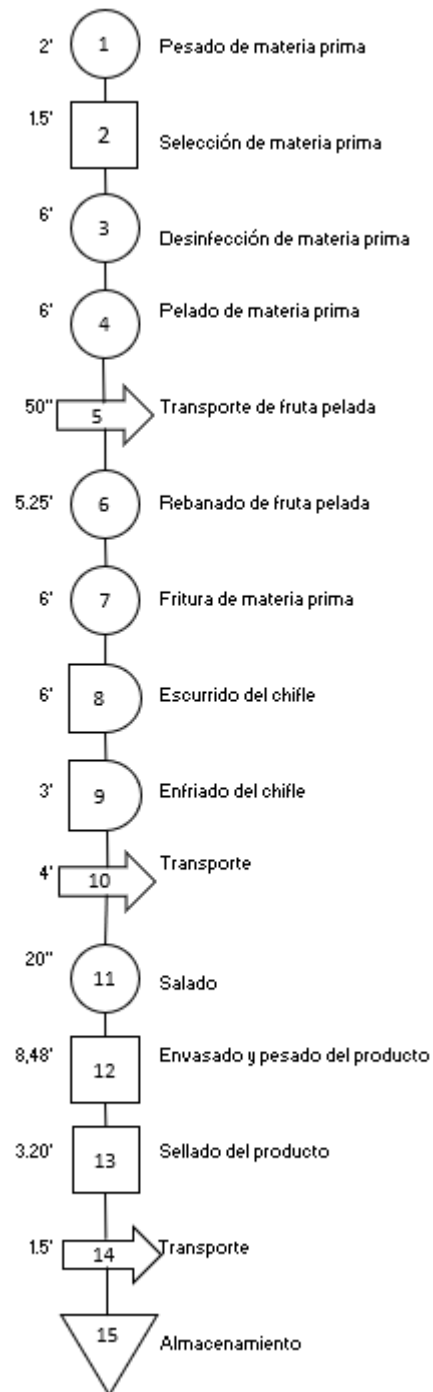 2' 1 Pesado de materia prima
1.5' 2 Selección de materia prima
6' 3 Desinfección de materia prima
6' 4 Pelado de materia prima
50" 5 Transporte de fruta pelada
5.25' 6 Rebanado de fruta pelada
6' 7 Fritura de materia prima
6' 8 Escurrido del chifle
3' 9 Enfriado del chifle
4' 10 Transporte
20" 11 Salado
8,48' 12 Envasado y pesado del producto
3.20' 13 Sellado del producto
1.5' 14 Transporte
15 Almacenamiento